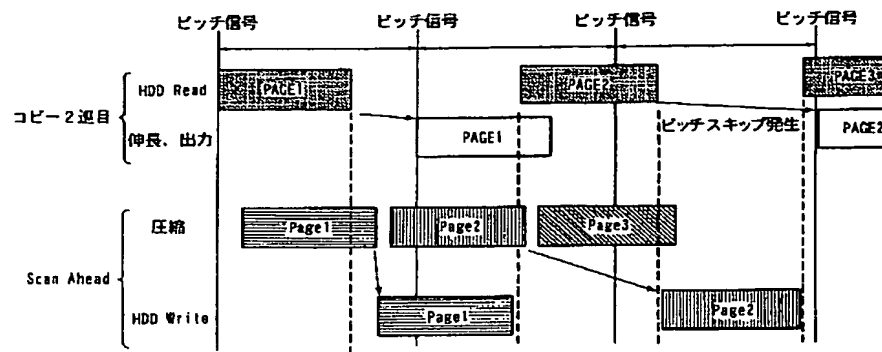 ピッチ信号 ピッチ信号 ピッチ信号 ピッチ信号
HDD Read PAGE1 PAGE2 PAGE3
コピー２巡目
伸長、出力 PAGE1 ピッチスキップ発生 PAGE2
圧縮 Page1 Page2 Page3
Scan Ahead
HDD Write Page1 Page2